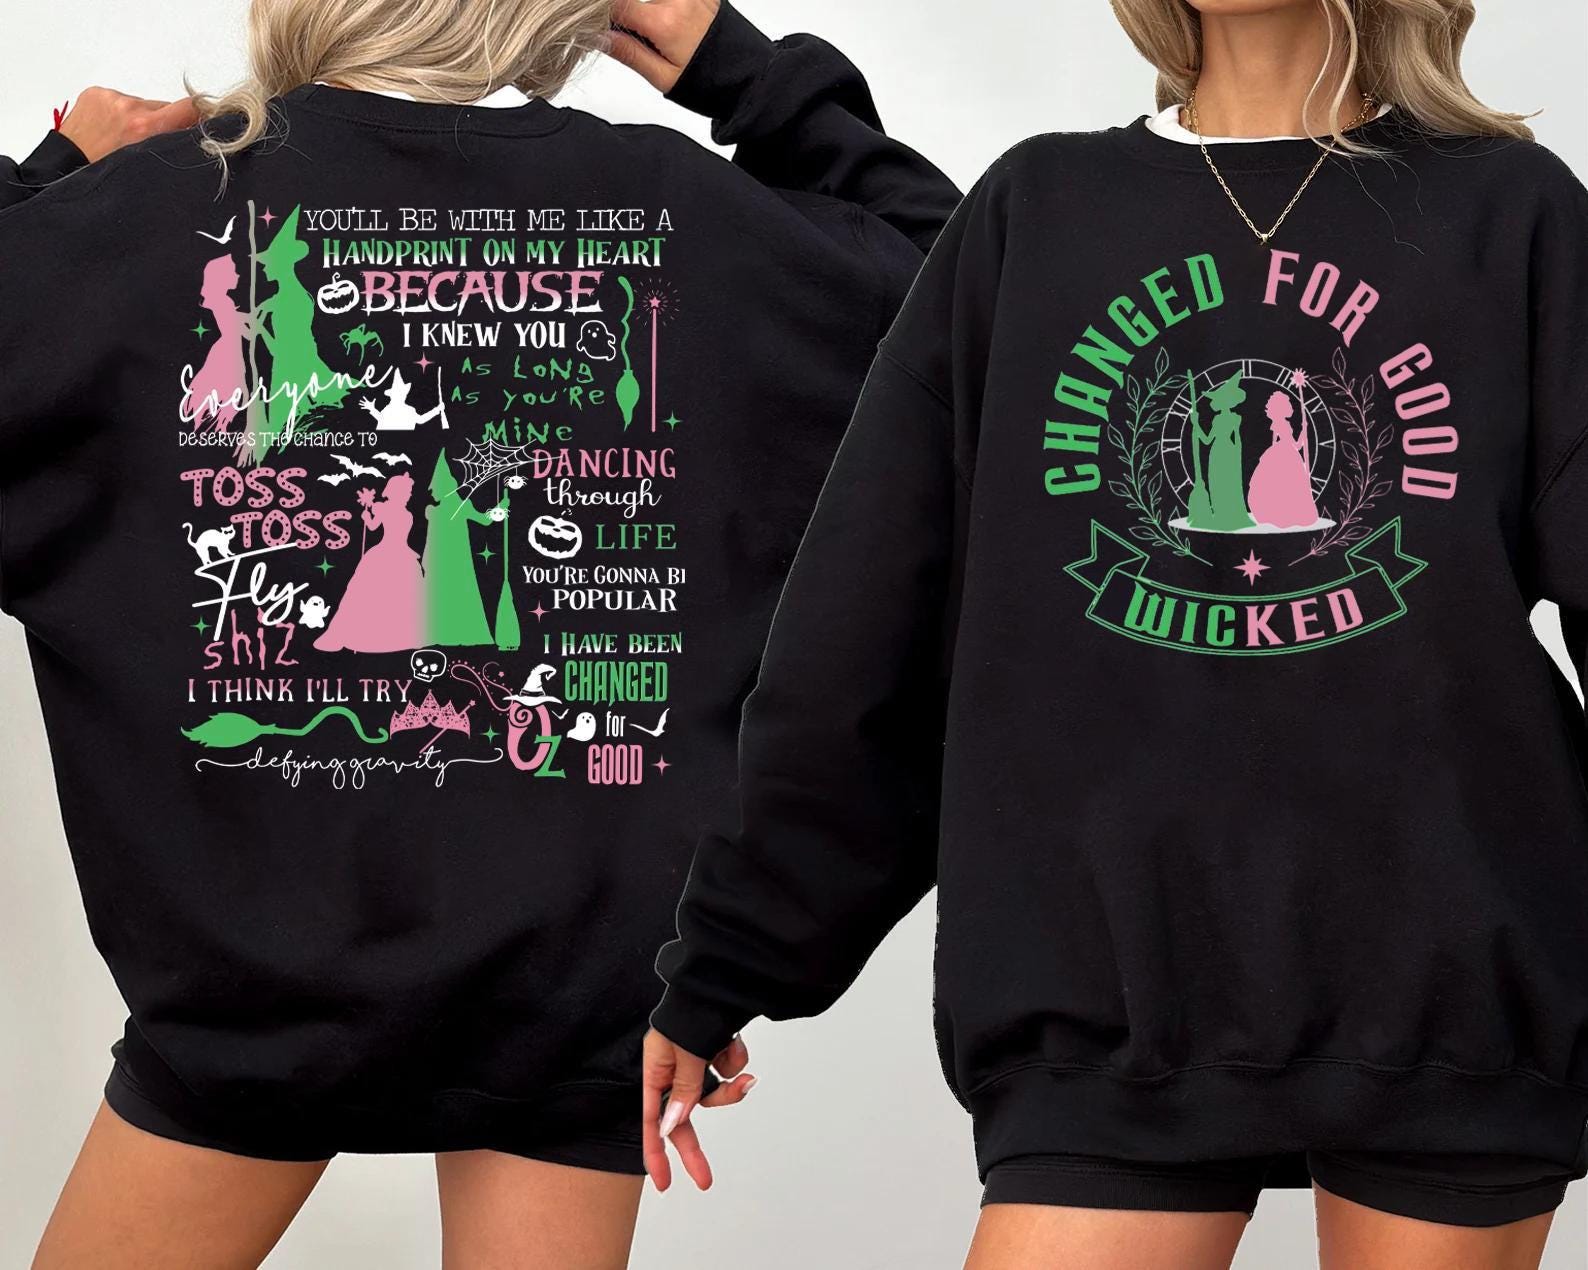 YOU'LL BE WITH ME LIKE A
HANDPRINT ON MY HEART
BECAUSE
I KNEW YOU
Everyone
DESERVES THE CHANCE TO
AS LONG
AS YOU'RE
MINE
TOSS
TOSS
Fly
shiz
DANCING
through
LIFE
YOU'RE GONNA BE
POPULAR
I THINK I'LL TRY
defying gravity
Oz
I HAVE BEEN
CHANGED
for
GOOD
CHANGED FOR GOOD
WICKED